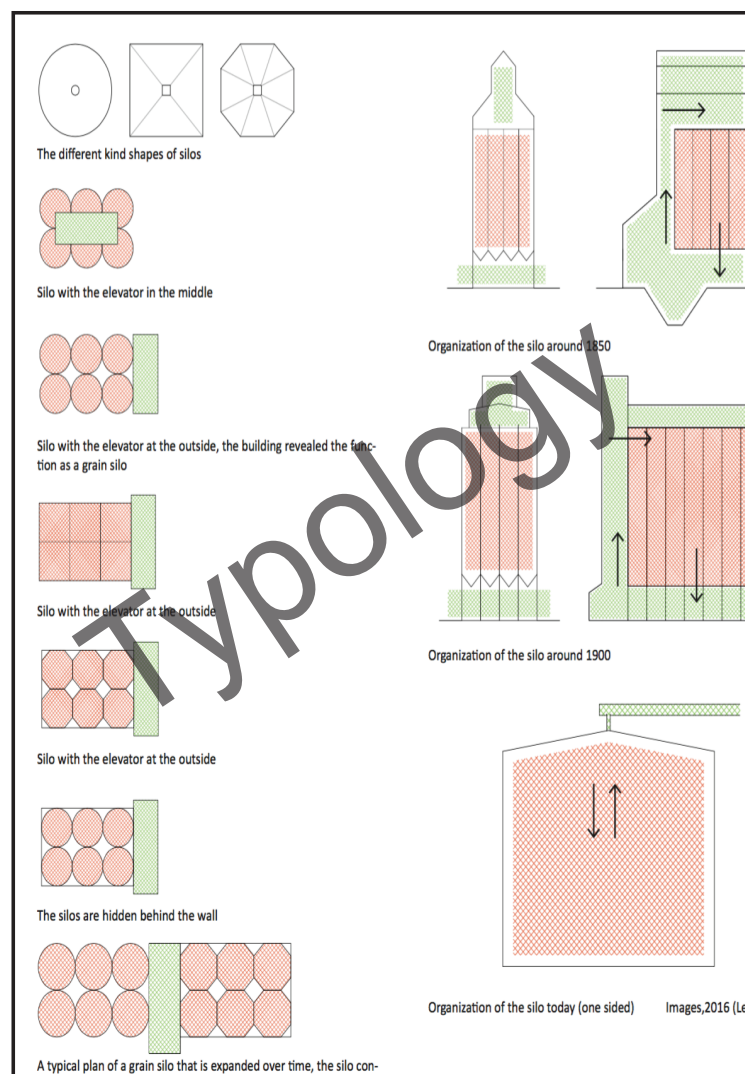 The different kind shapes of silos
Silo with the elevator in the middle
Silo with the elevator at the outside, the building revealed the func-
tion as a grain silo
Silo with the elevator at the outside
Silo with the elevator at the outside
The silos are hidden behind the wall
A typical plan of a grain silo that is expanded over time, the silo con-
Organization of the silo around 1850
Organization of the silo around 1900
Organization of the silo today (one sided) Images,2016 (Le
Typology